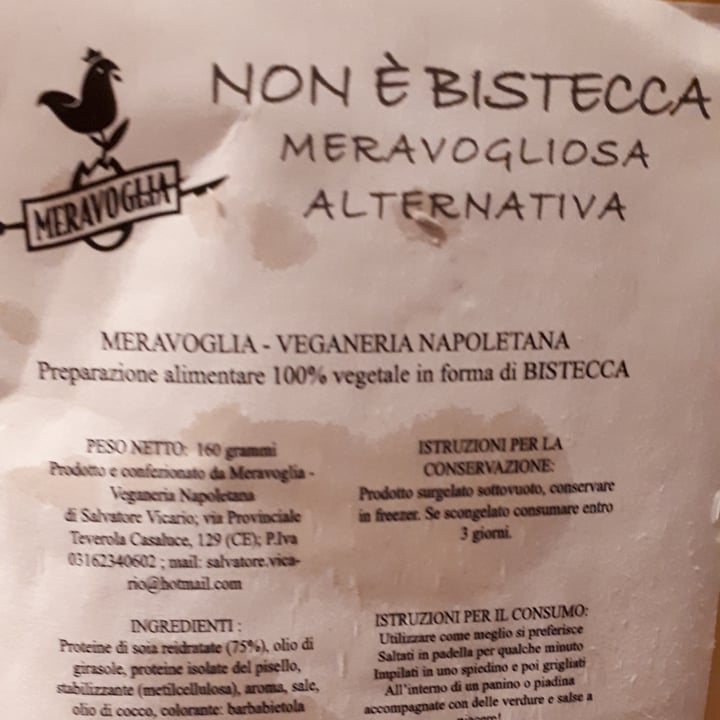 NON È BISTECCA
MERAVOGLIOSA
ALTERNATIVA
MERAVOGLIA
MERAVOGLIA - VEGANERIA NAPOLETANA
Preparazione alimentare 100% vegetale in forma di BISTECCA
PESO NETTO: 160 grammi
Prodotto e confezionato da Meravoglia -
Veganeria Napoletana
di Salvatore Vicario; via Provinciale
Teverola Casaluce, 129 (CE); P.Iva
03162340602 ; mail: salvatore.vica-
rio@hotmail.com
INGREDIENTI :
Proteine di soia reidratate (75%), olio di
girasole, proteine isolate del pisello,
stabilizzante (metilcellulosa), aroma, sale,
olio di cocco, colorante: barbabietola
ISTRUZIONI PER LA
CONSERVAZIONE:
Prodotto surgelato sottovuoto, conservare
in freezer. Se scongelato consumare entro
3 giorni.
ISTRUZIONI PER IL CONSUMO:
Utilizzare come meglio si preferisce
Saltati in padella per qualche minuto
Impilati in uno spiedino e poi grigliati
All'interno di un panino o piadina
accompagnate con delle verdure e salse a